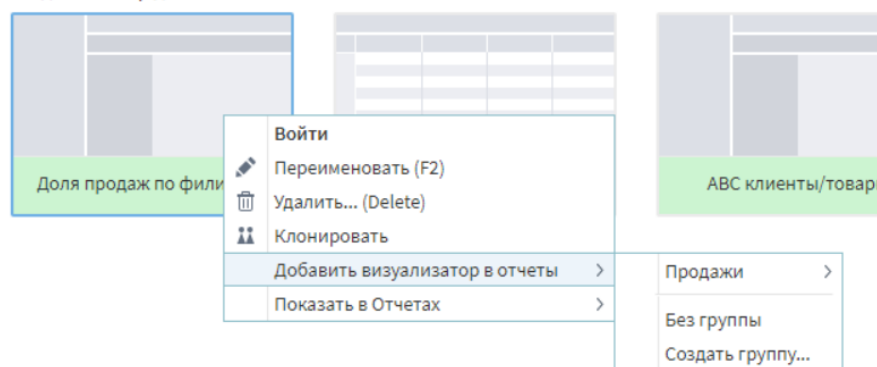 Войти
Переименовать (F2)
Доля продаж по фили
АВС клиенты/товар
Удалить... (Delete)
Клонировать
Добавить визуализатор в отчеты
Продажи
Показать в Отчетах
Без группы
Создать группу...